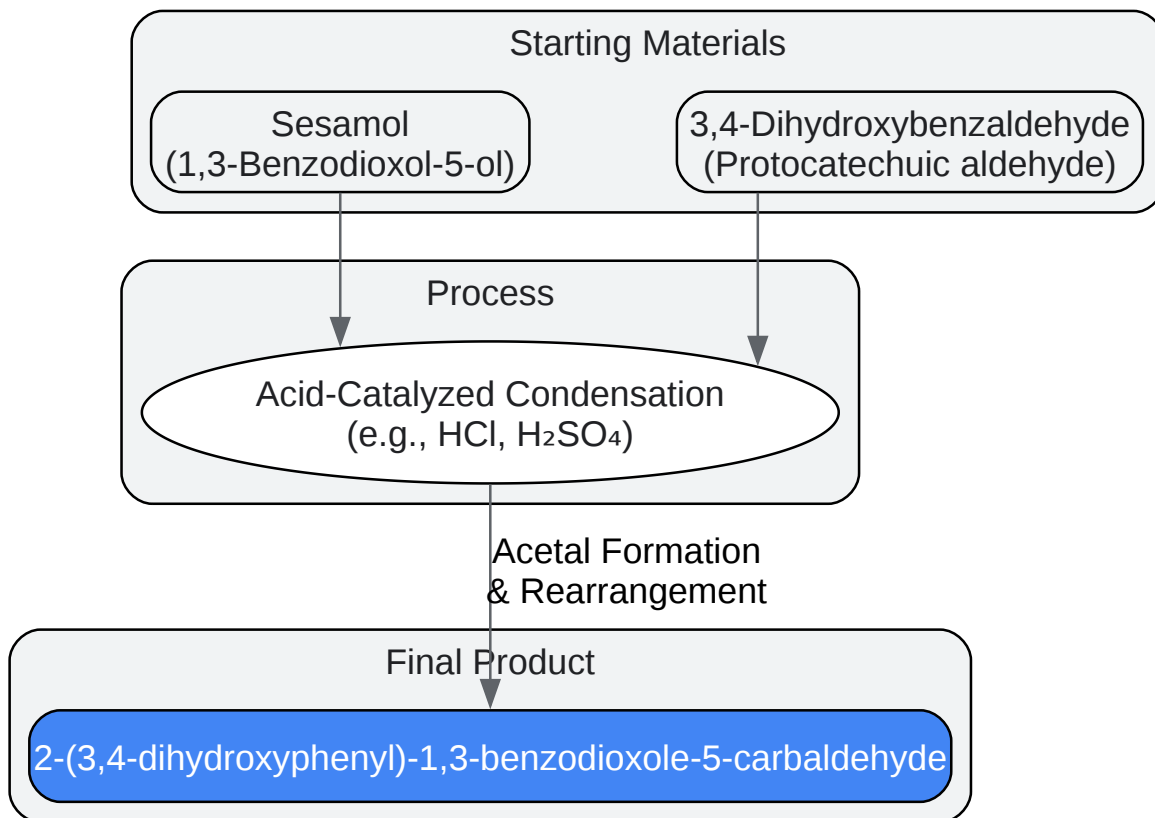 Starting Materials
Sesamol
(1,3-Benzodioxol-5-ol)
3,4-Dihydroxybenzaldehyde
(Protocatechuic aldehyde)
Process
Acid-Catalyzed Condensation
(e.g., HCl, H₂SO₄)
Acetal Formation
& Rearrangement
Final Product
2-(3,4-dihydroxyphenyl)-1,3-benzodioxole-5-carbaldehyde